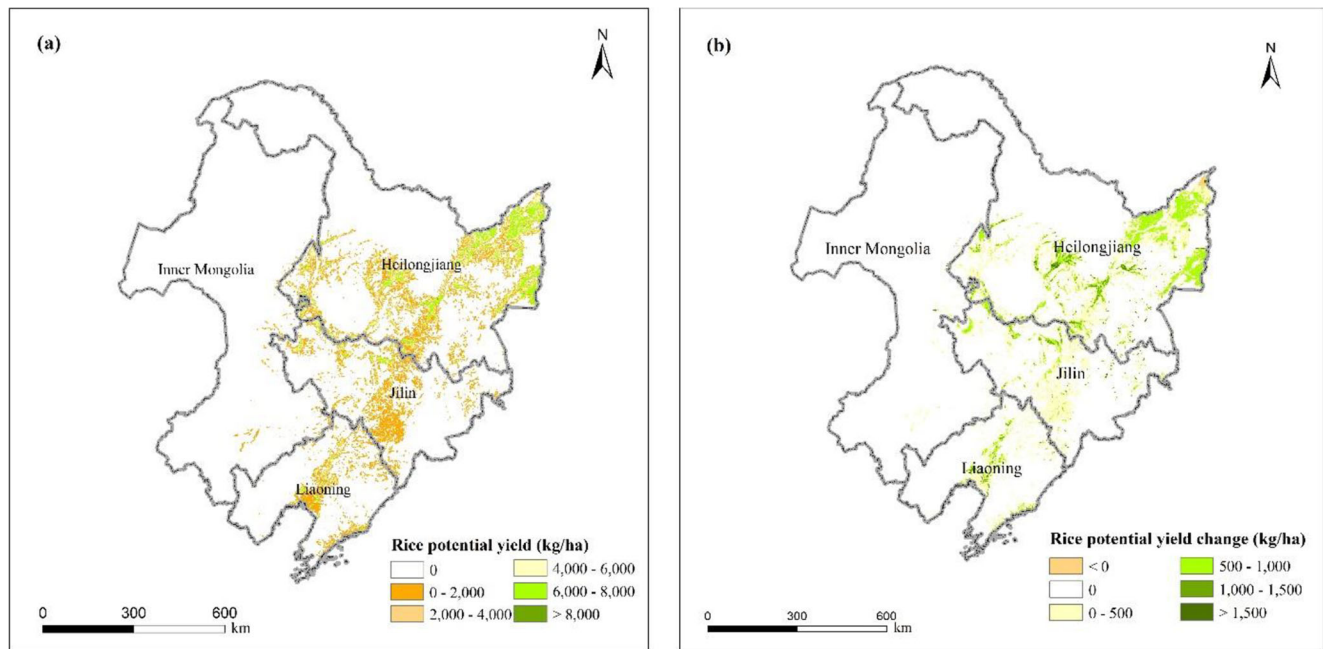 (a)
N
Inner Mongolia
Heilongjiang
Jilin
Liaoning
Rice potential yield (kg/ha)
0
0 - 2,000
2,000 - 4,000
4,000 - 6,000
6,000 - 8,000
> 8,000
0 300 600
km
(b)
N
Inner Mongolia
Heilongjiang
Jilin
Liaoning
Rice potential yield change (kg/ha)
< 0
0
0 - 500
500 - 1,000
1,000 - 1,500
> 1,500
0 300 600
km